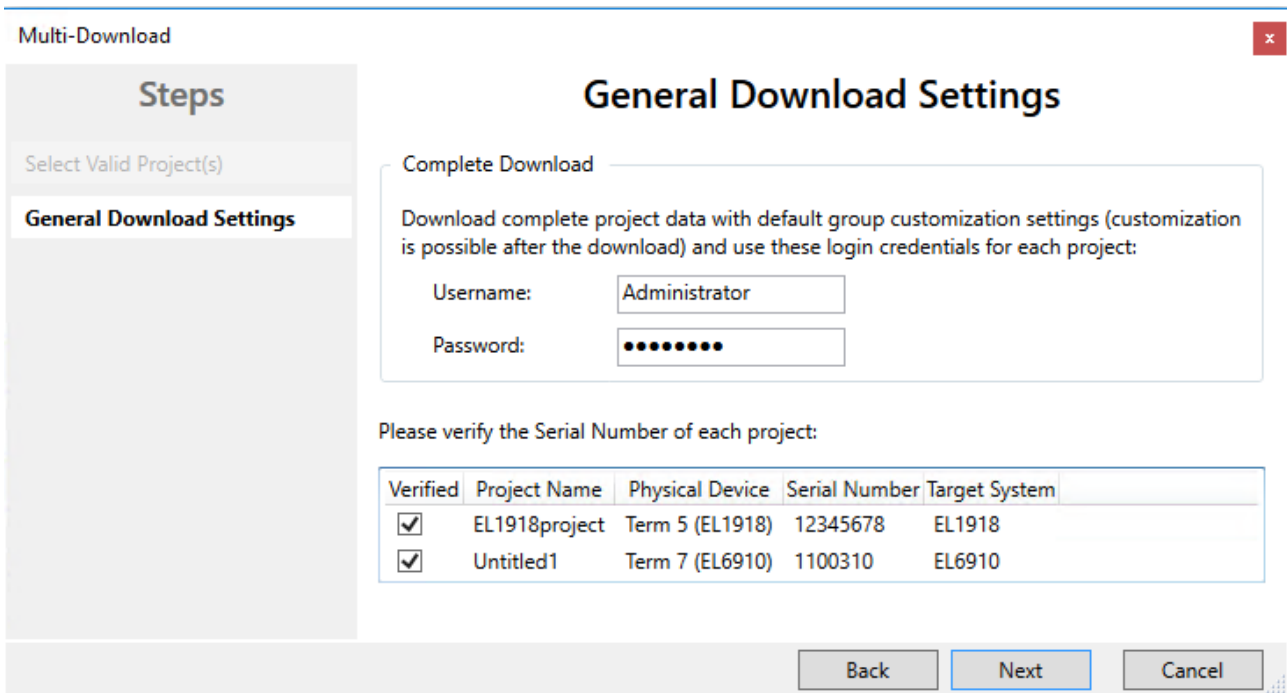 Multi-Download
x
Steps
Select Valid Project(s)
General Download Settings
General Download Settings
Complete Download
Download complete project data with default group customization settings (customization
is possible after the download) and use these login credentials for each project:
Username: Administrator
Password: ●●●●●●●●
Please verify the Serial Number of each project:
Verified Project Name Physical Device Serial Number Target System
EL1918project Term 5 (EL1918) 12345678 EL1918
Untitled1 Term 7 (EL6910) 1100310 EL6910
Back Next Cancel